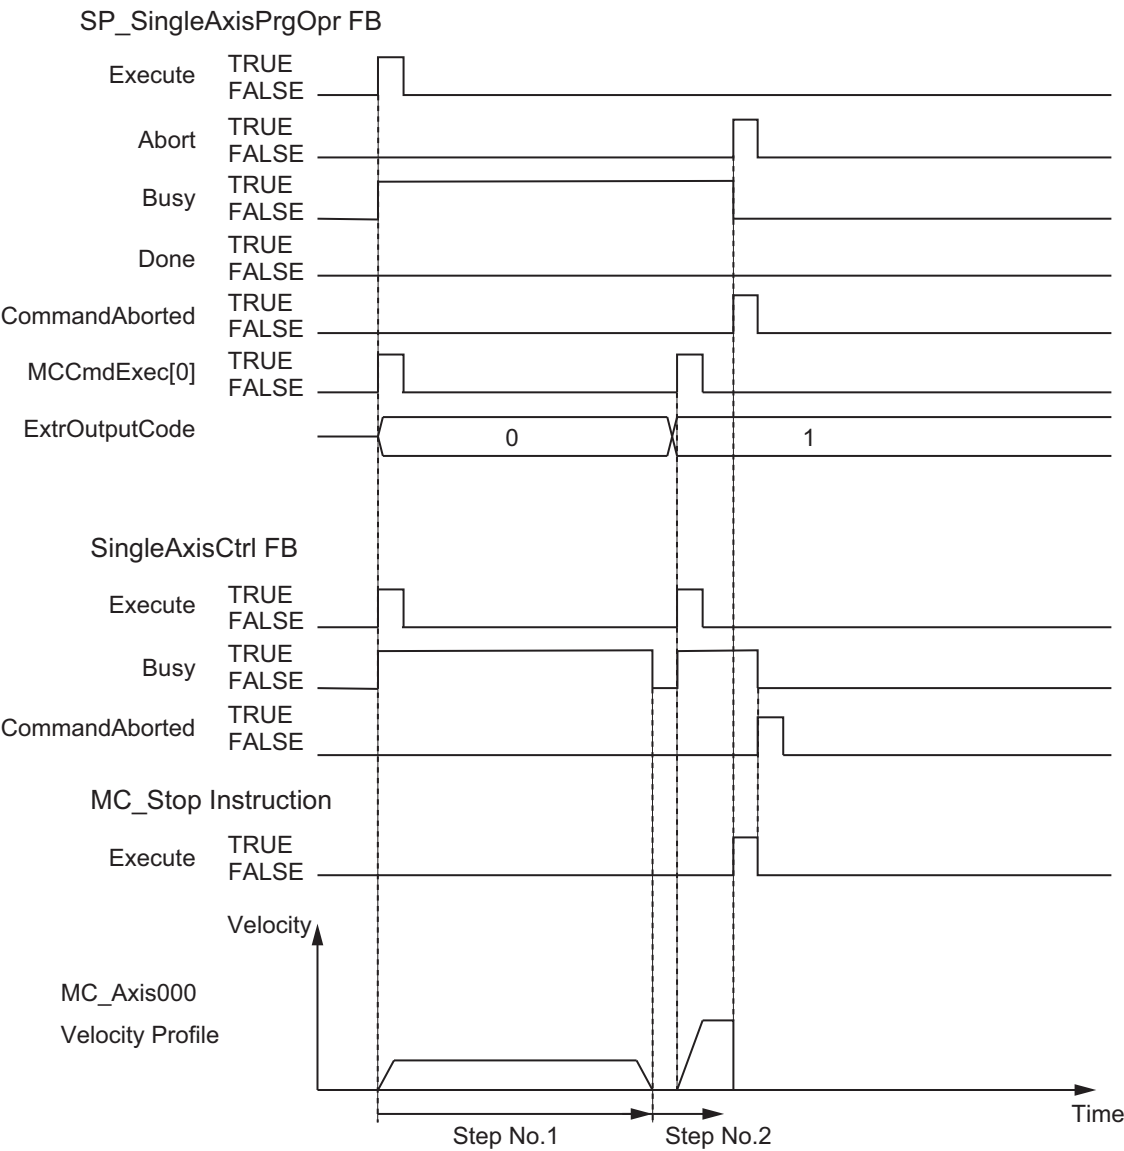 SP_SingleAxisPrgOpr FB
Execute TRUE
FALSE
Abort TRUE
FALSE
Busy TRUE
FALSE
Done TRUE
FALSE
CommandAborted TRUE
FALSE
MCCmdExec[0] TRUE
FALSE
ExtrOutputCode 0 1
SingleAxisCtrl FB
Execute TRUE
FALSE
Busy TRUE
FALSE
CommandAborted TRUE
FALSE
MC_Stop Instruction
Execute TRUE
FALSE
Velocity
MC_Axis000
Velocity Profile
Time
Step No.1 Step No.2